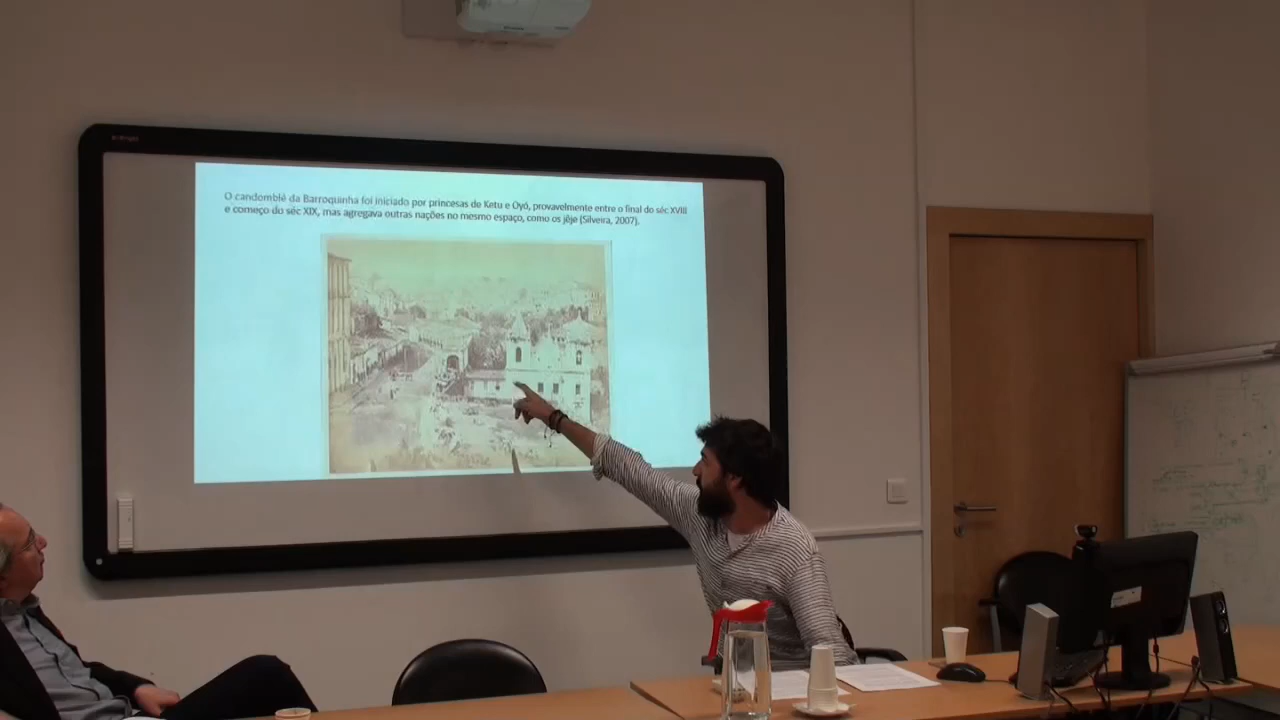 O candomblé da Barroquinha foi iniciado por princesas de Ketu e Oyó, provavelmente entre o final do séc XVIII
e começo do séc XIX, mas agregava outras nações no mesmo espaço, como os jêje (Silveira, 2007).